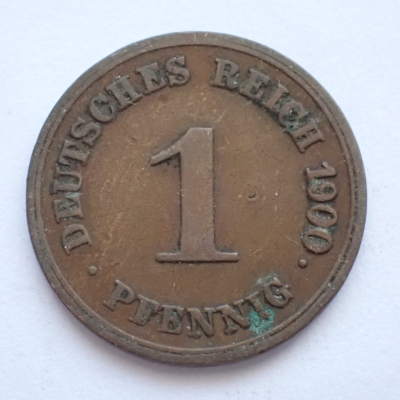 DEUTSCHES REICH 1900
1
· PFENNIG ·